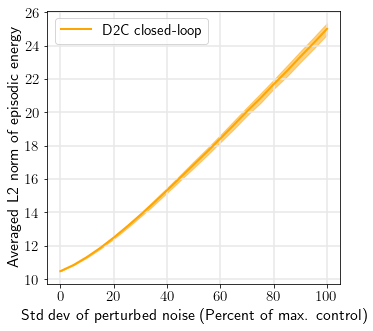 D2C closed-loop
Averaged L2 norm of episodic energy
26
24
22
20
18
16
14
12
10
0 20 40 60 80 100
Std dev of perturbed noise (Percent of max. control)